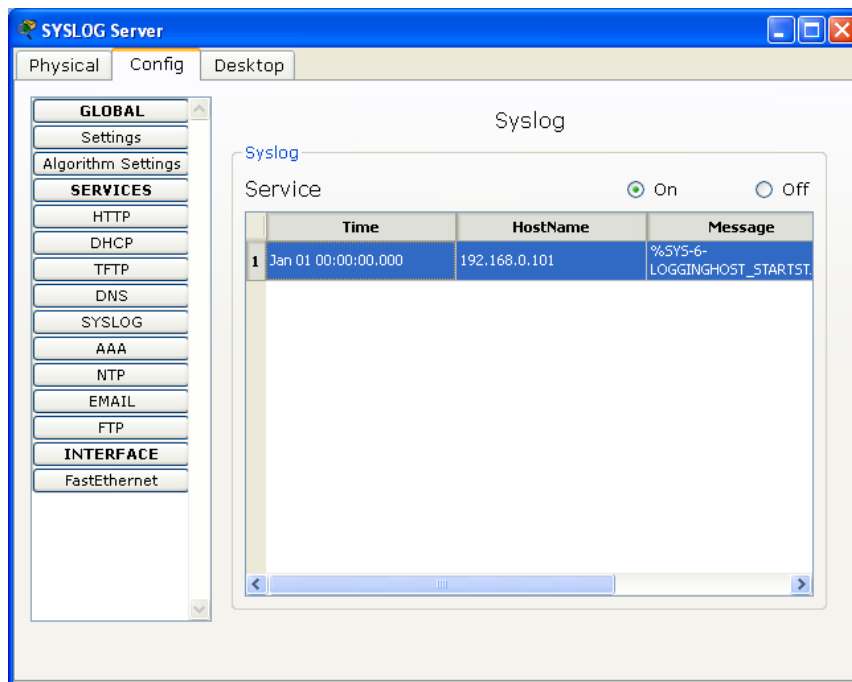 SYSLOG Server
Physical Config Desktop
GLOBAL
Settings
Algorithm Settings
SERVICES
HTTP
DHCP
TFTP
DNS
SYSLOG
AAA
NTP
EMAIL
FTP
INTERFACE
FastEthernet
Syslog
Syslog
Service On Off
Time HostName Message
1 Jan 01 00:00:00.000 192.168.0.101 %SYS-6-
LOGGINGHOST_STARTST.